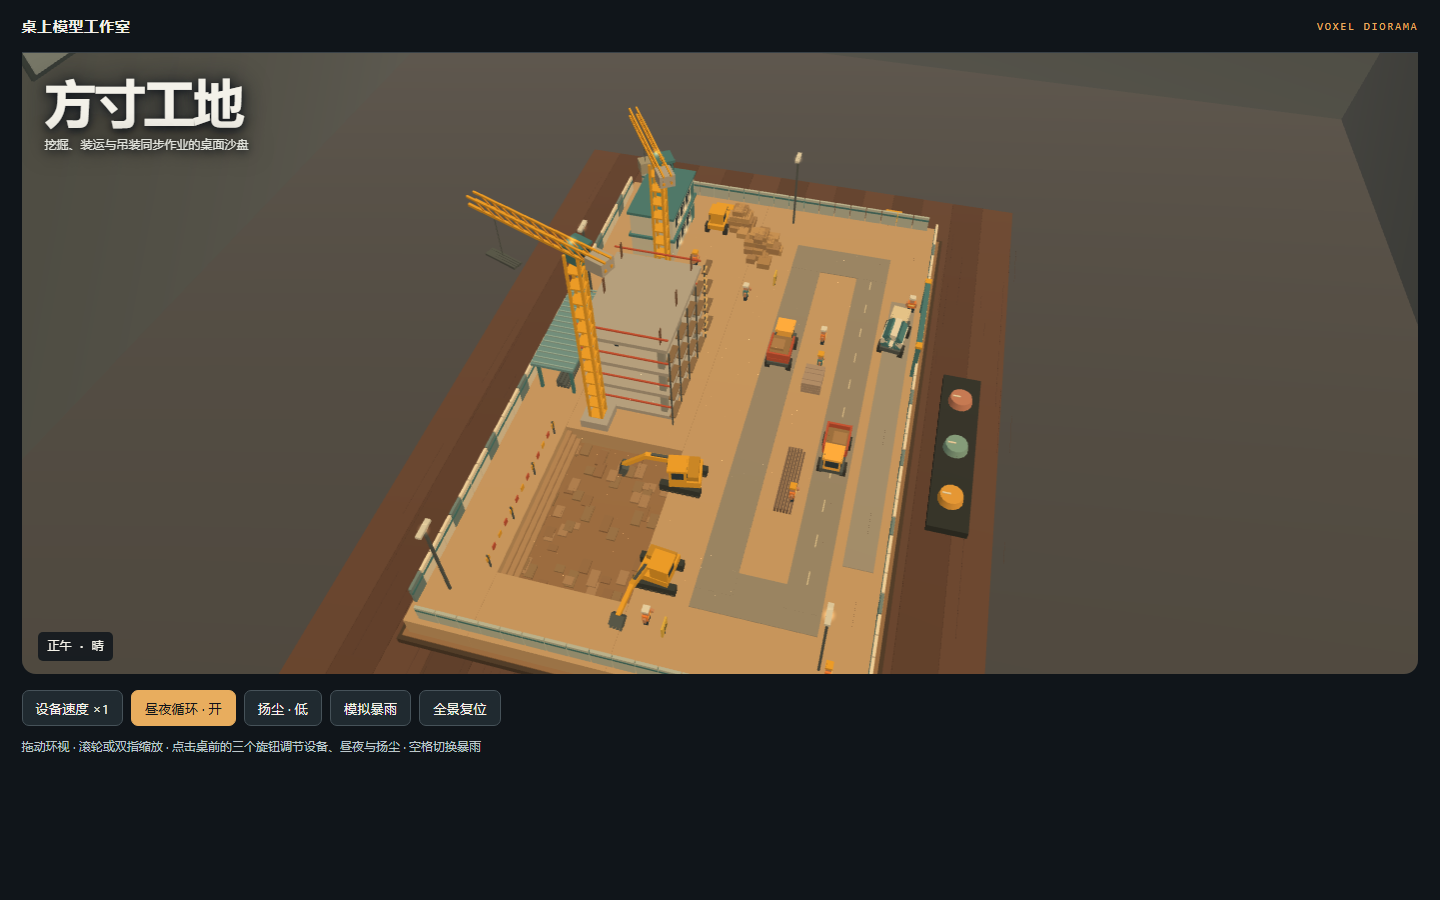 桌上模型工作室
VOXEL DIORAMA
方寸工地
挖掘、装运与吊装同步作业的桌面沙盘
正午 · 晴
设备速度 ×1
昼夜循环 · 开
扬尘 · 低
模拟暴雨
全景复位
拖动环视 · 滚轮或双指缩放 · 点击桌前的三个旋钮调节设备、昼夜与扬尘 · 空格切换暴雨